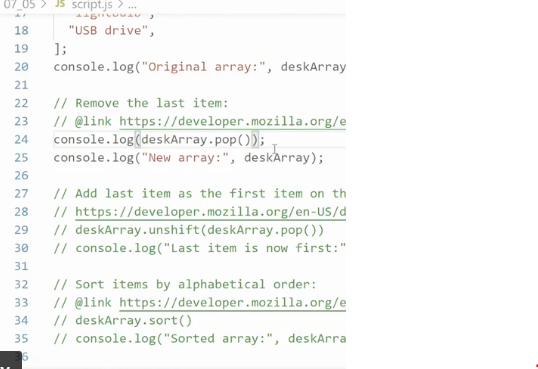 07_05 > JS script.js > ...
17 "lightbulb",
18 "USB drive",
19 ];
20 console.log("Original array:", deskArray
21
22 // Remove the last item:
23 // @link https://developer.mozilla.org/e
24 console.log(deskArray.pop());
25 console.log("New array:", deskArray);
26
27 // Add last item as the first item on th
28 // https://developer.mozilla.org/en-US/d
29 // deskArray.unshift(deskArray.pop())
30 // console.log("Last item is now first:"
31
32 // Sort items by alphabetical order:
33 // @link https://developer.mozilla.org/e
34 // deskArray.sort()
35 // console.log("Sorted array:", deskArra
36